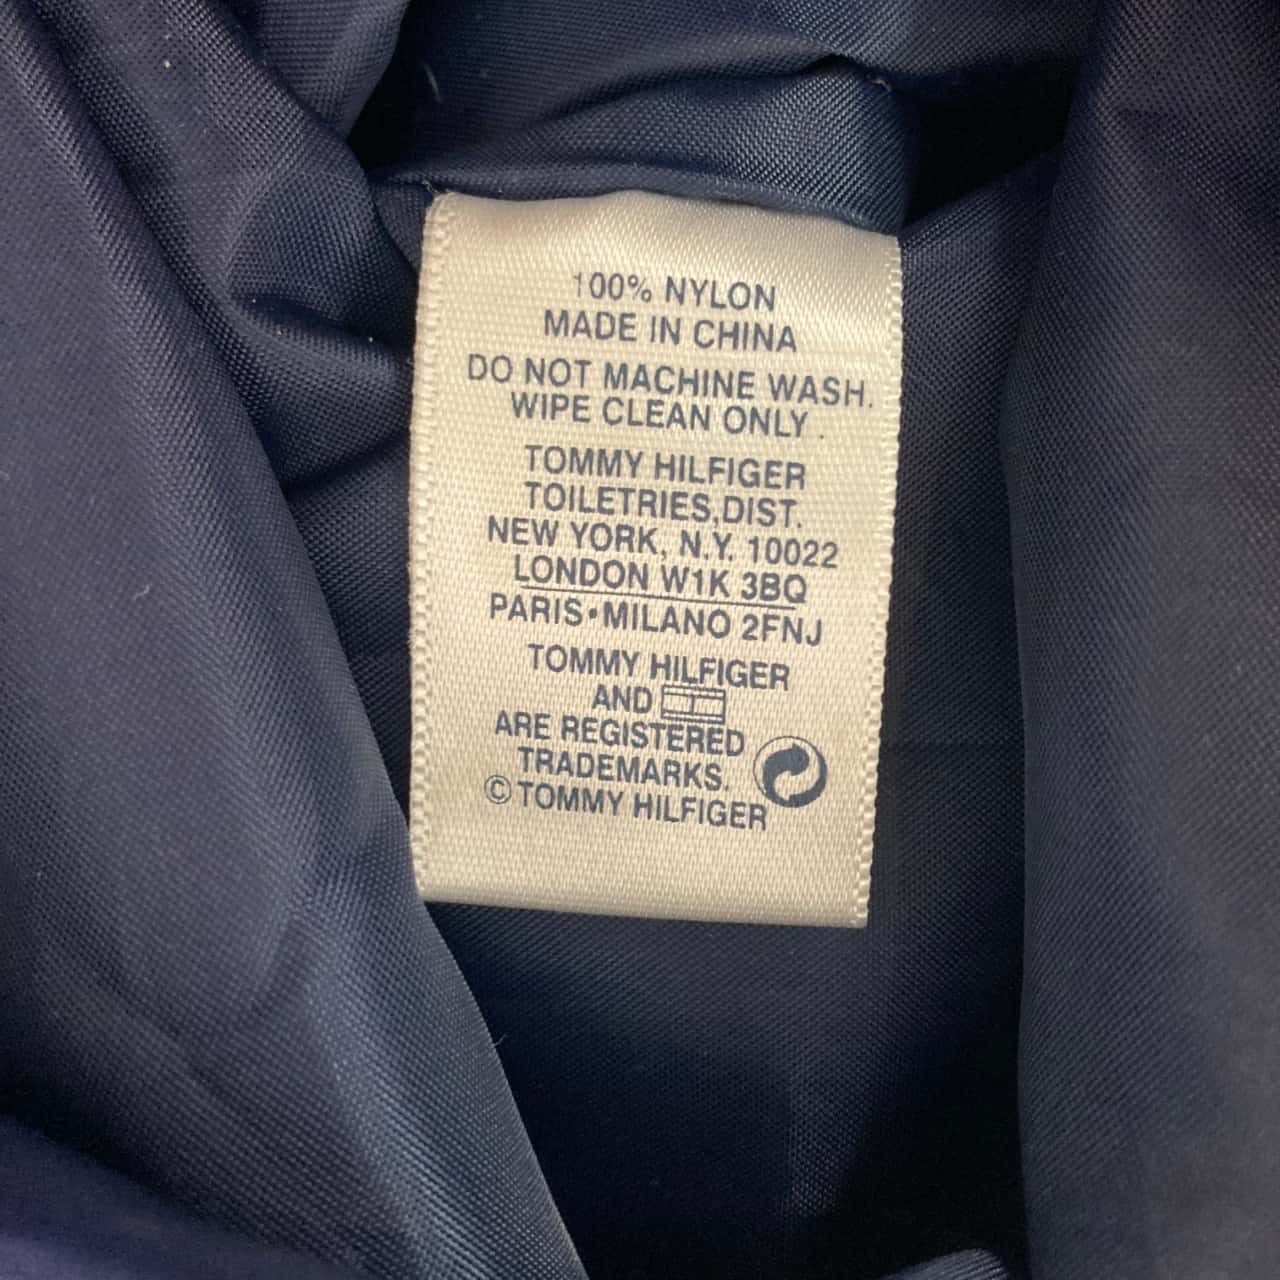 100% NYLON
MADE IN CHINA
DO NOT MACHINE WASH.
WIPE CLEAN ONLY.
TOMMY HILFIGER
TOILETRIES,DIST.
NEW YORK, N.Y. 10022
LONDON W1K 3BQ
PARIS•MILANO 2FNJ
TOMMY HILFIGER
AND
ARE REGISTERED
TRADEMARKS.
© TOMMY HILFIGER